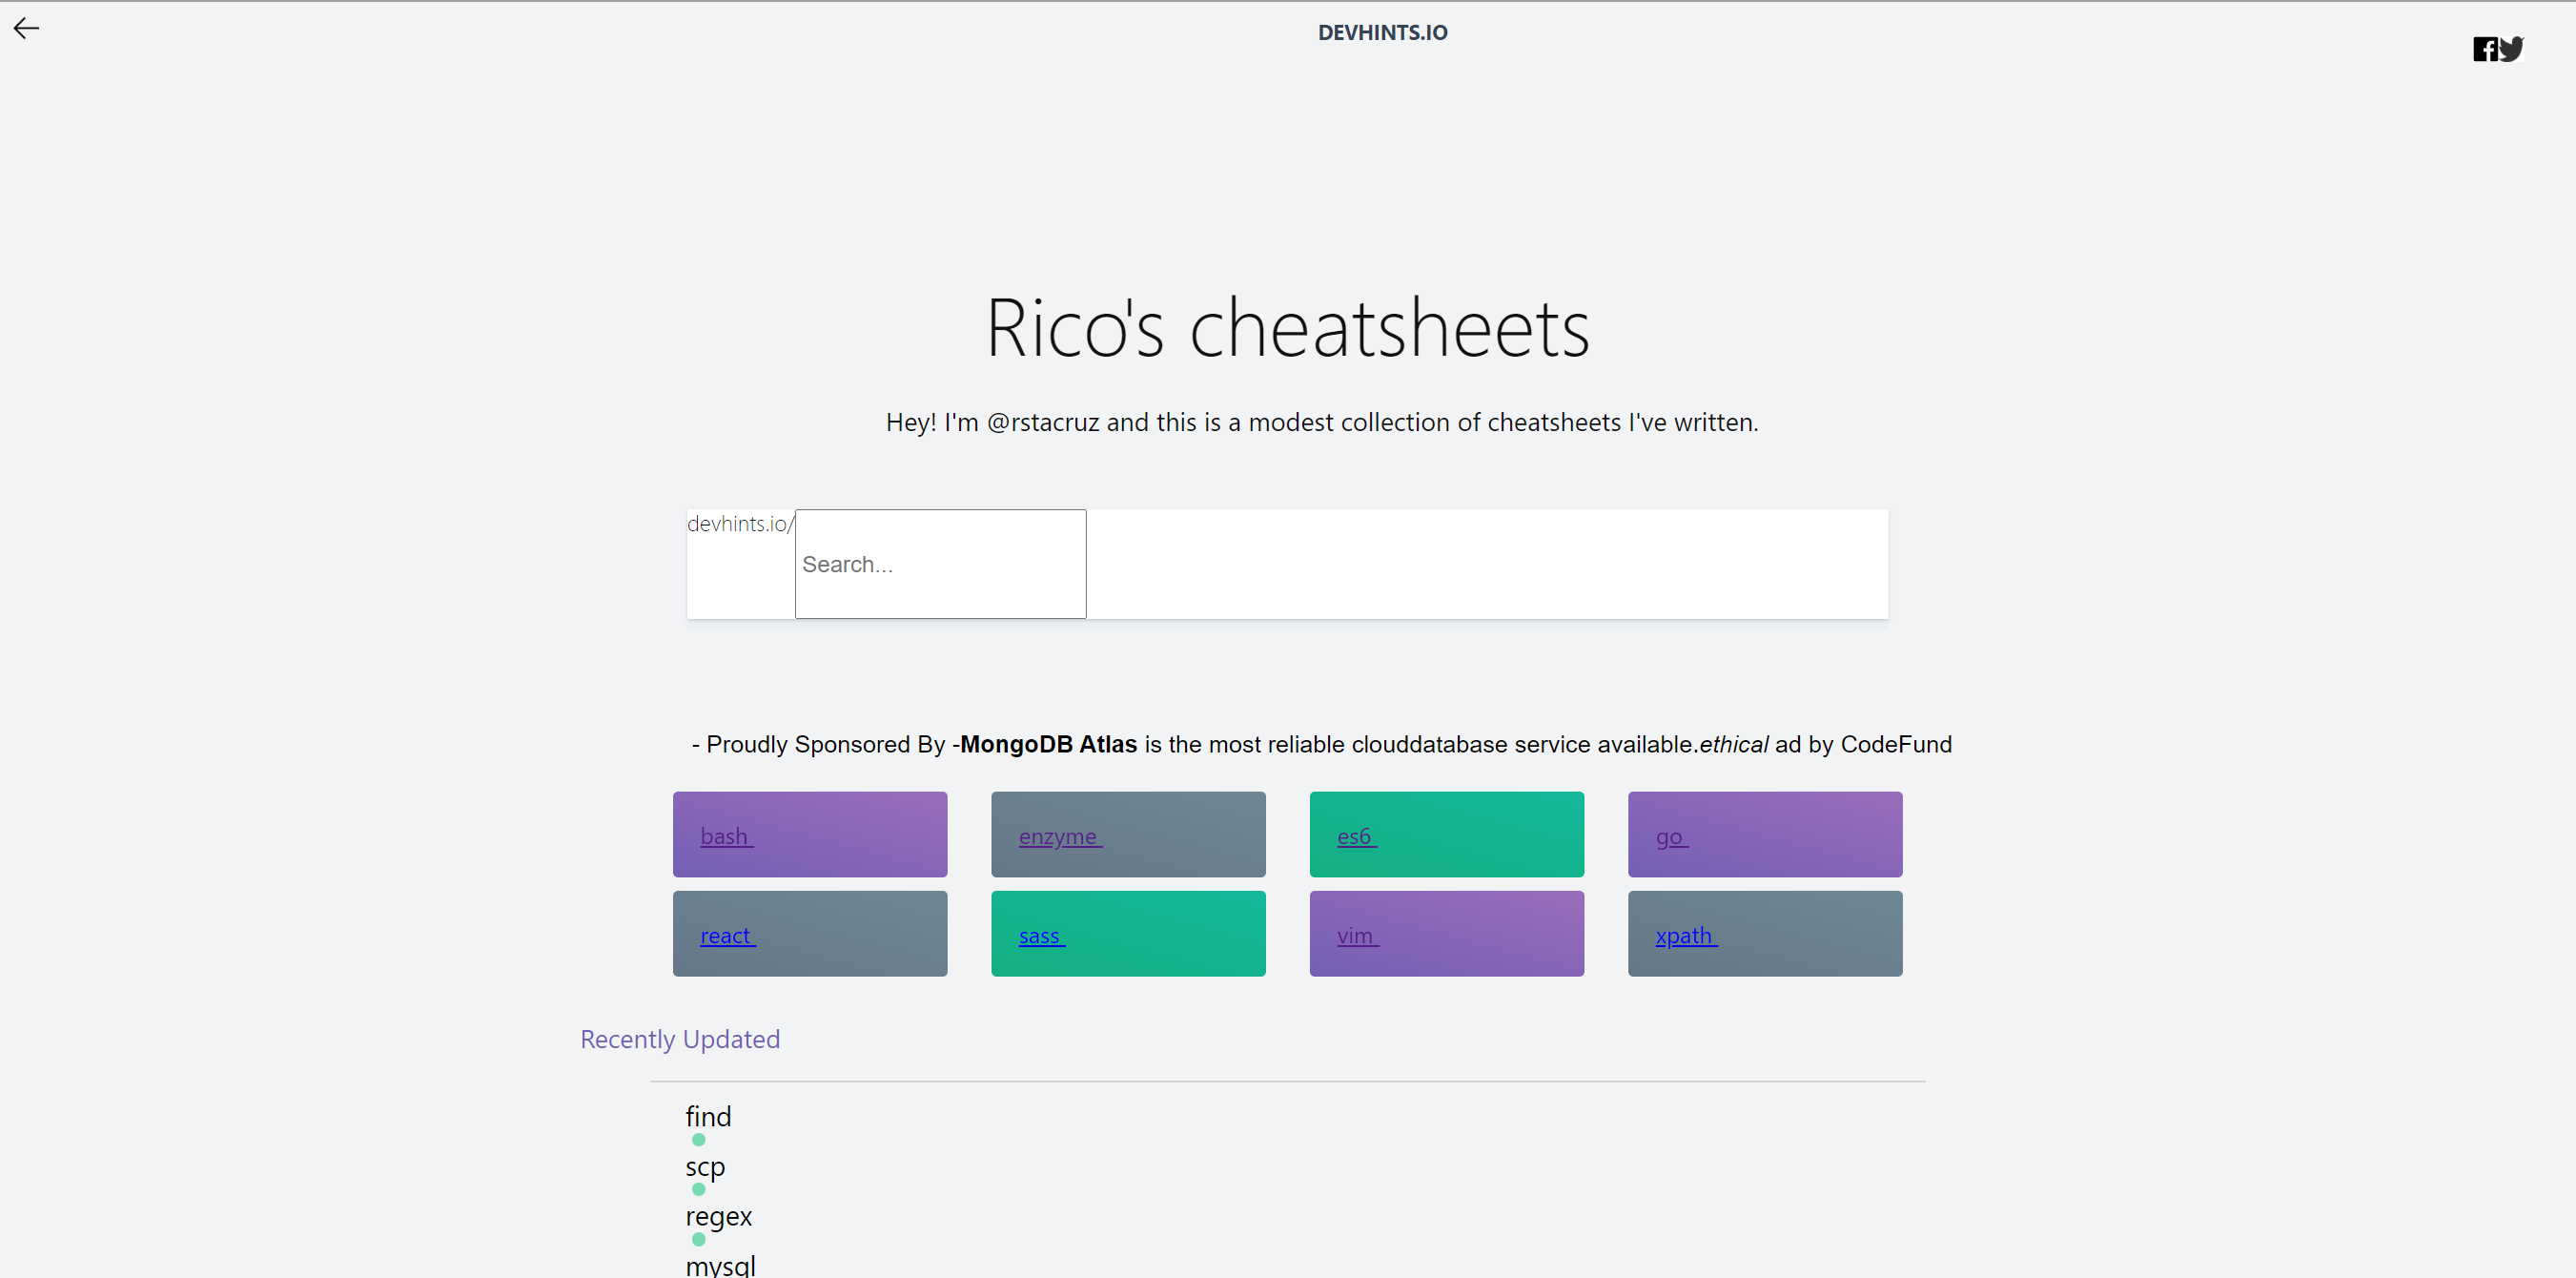 DEVHINTS.IO
Rico's cheatsheets
Hey! I'm @rstacruz and this is a modest collection of cheatsheets I've written.
devhints.io/
Search...
- Proudly Sponsored By -MongoDB Atlas is the most reliable clouddatabase service available.ethical ad by CodeFund
bash enzyme es6 go
react sass vim xpath
Recently Updated
find
scp
regex
mysql